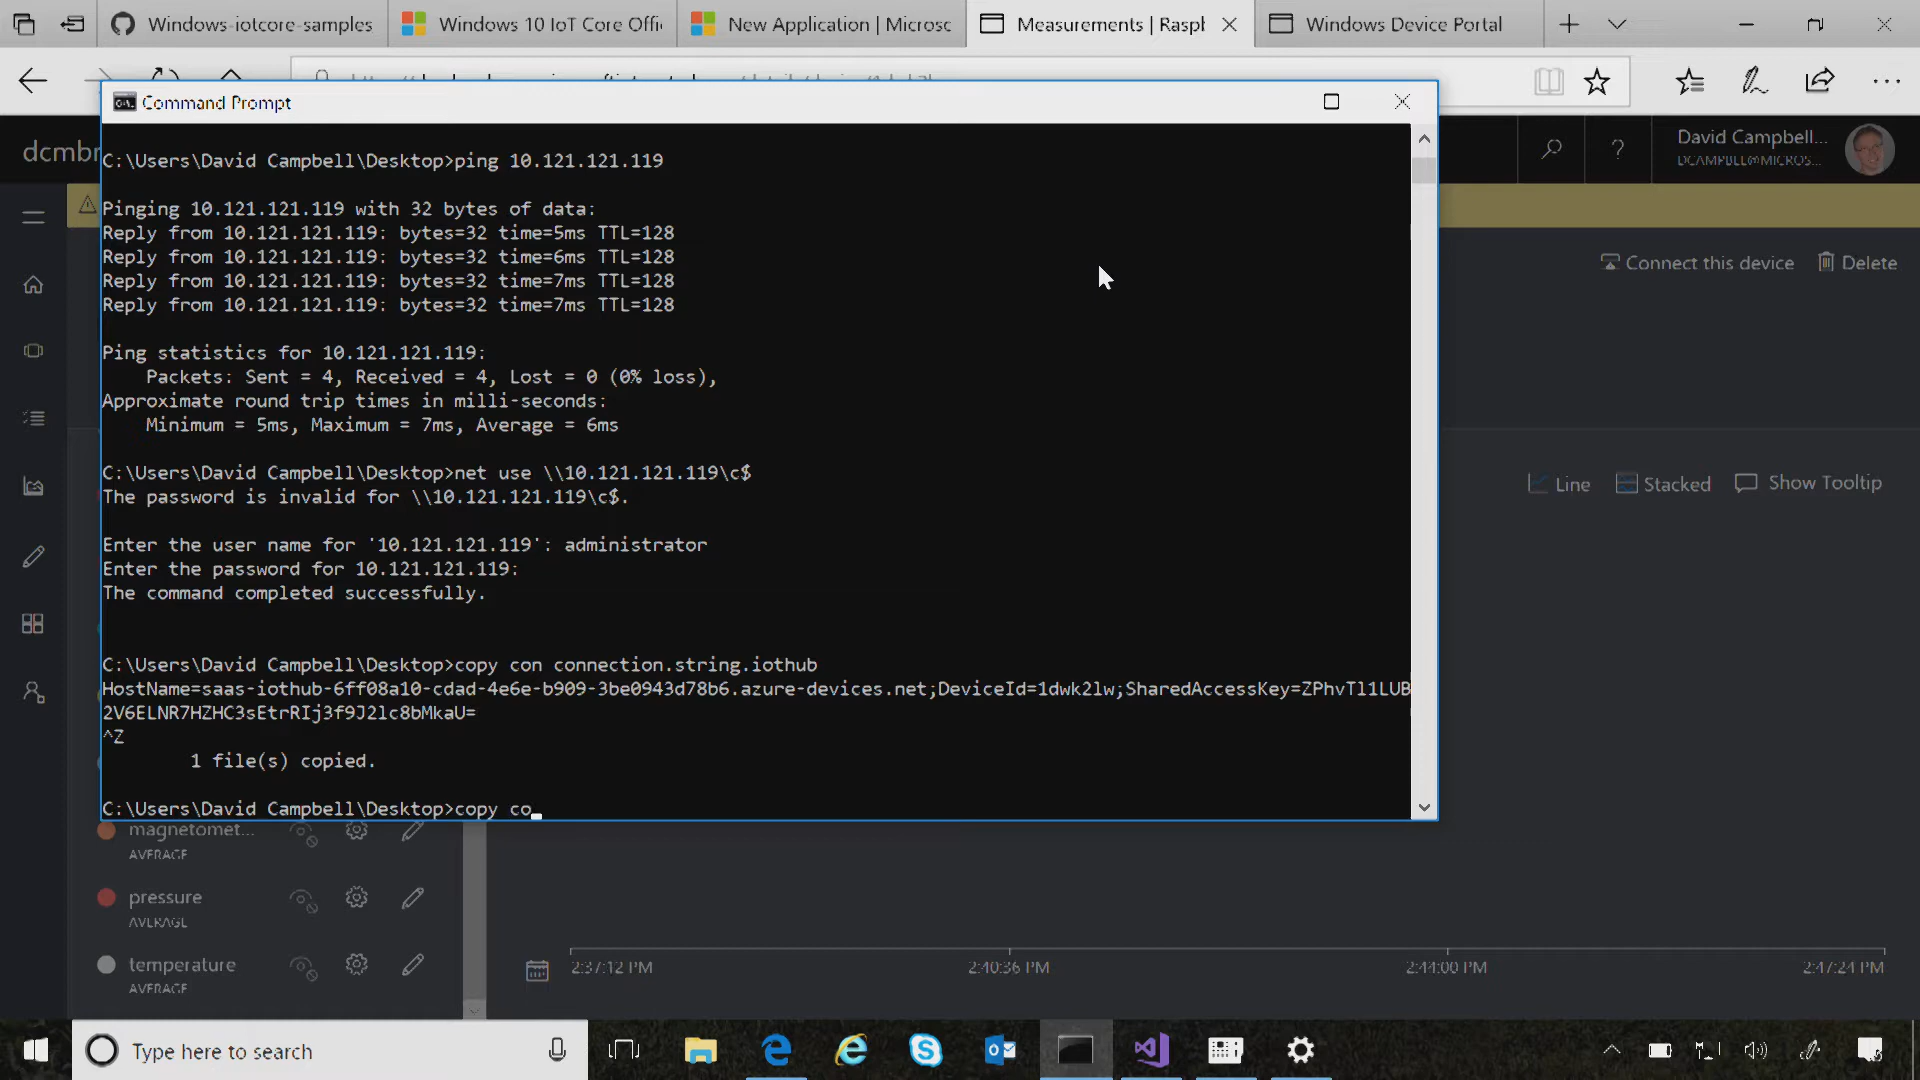 Windows-iotcore-samples
Windows 10 IoT Core Offi
New Application | Microsc
Measurements | Raspb
Windows Device Portal
Command Prompt
dcmbr
David Campbell...
DCAMPBLL@MICROS...
C:\Users\David Campbell\Desktop>ping 10.121.121.119
Pinging 10.121.121.119 with 32 bytes of data:
Reply from 10.121.121.119: bytes=32 time=5ms TTL=128
Reply from 10.121.121.119: bytes=32 time=6ms TTL=128
Reply from 10.121.121.119: bytes=32 time=7ms TTL=128
Reply from 10.121.121.119: bytes=32 time=7ms TTL=128
Connect this device
Delete
Ping statistics for 10.121.121.119:
Packets: Sent = 4, Received = 4, Lost = 0 (0% loss),
Approximate round trip times in milli-seconds:
Minimum = 5ms, Maximum = 7ms, Average = 6ms
C:\Users\David Campbell\Desktop>net use \\10.121.121.119\c$
The password is invalid for \\10.121.121.119\c$.
Line
Stacked
Show Tooltip
Enter the user name for '10.121.121.119': administrator
Enter the password for 10.121.121.119:
The command completed successfully.
C:\Users\David Campbell\Desktop>copy con connection.string.iothub
HostName=saas-iothub-6ff08a10-cdad-4e6e-b909-3be0943d78b6.azure-devices.net;DeviceId=1dwk2lw;SharedAccessKey=ZPhvTl1LUB
2V6ELNR7HZHC3sEtrRIj3f9J2lc8bMkaU=
^Z
1 file(s) copied.
C:\Users\David Campbell\Desktop>copy co_
magnetomet...
AVERAGE
pressure
AVERAGE
temperature
AVERAGE
2:37:12 PM
2:40:36 PM
2:44:00 PM
2:47:24 PM
Type here to search